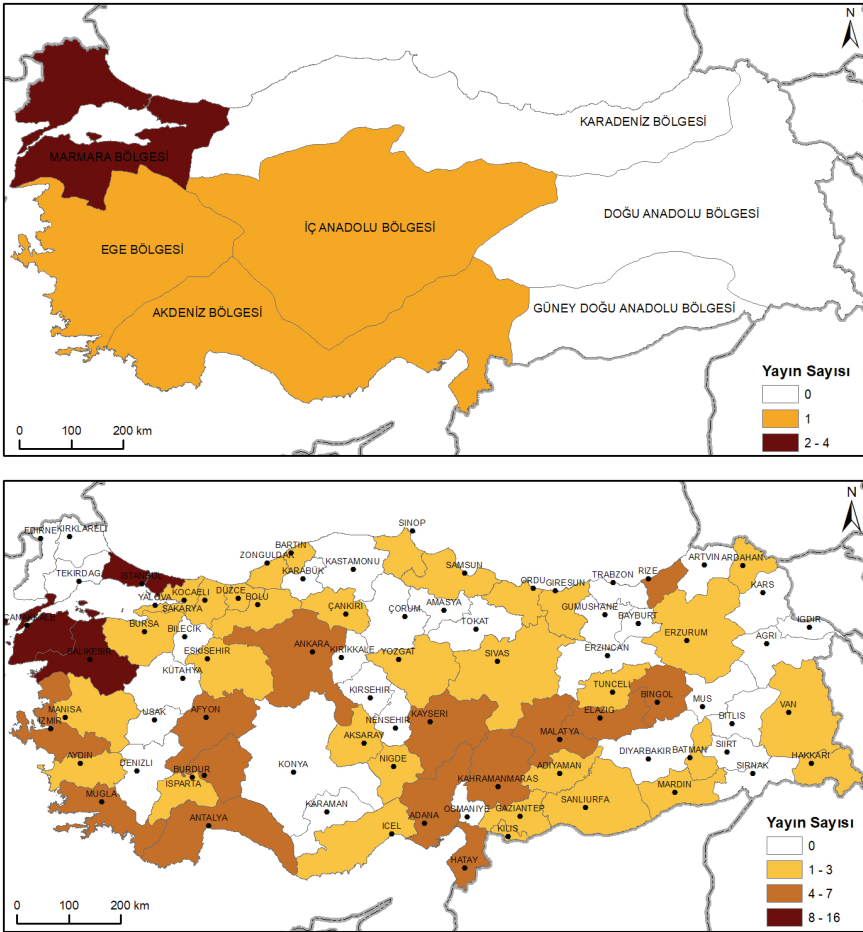 N
KARADENİZ BÖLGESİ
MARMARA BÖLGESİ
DOĞU ANADOLU BÖLGESİ
İÇ ANADOLU BÖLGESİ
EGE BÖLGESİ
AKDENİZ BÖLGESİ
GÜNEY DOĞU ANADOLU BÖLGESİ
Yayın Sayısı
0
1
2 - 4
0 100 200 km
N
SINOP
EDIRNE
KIRKLARELI
BARTIN
ZONGULDAK
KASTAMONU
KARABÜK
SAMSUN
ARTVIN
ARDAHAN
RIZE
TEKIRDAG
ISTANBUL
KOCAELI
DÜZCE
ORDU
GIRESUN
TRABZON
KARS
YALOVA
SAKARYA
BOLU
ÇANKIRI
ÇORUM
AMASYA
GUMUSHANE
BAYBURT
ÇANAKKALE
BURSA
BILECIK
TOKAT
IGDIR
BALIKESIR
ESKISEHIR
ANKARA
KIRIKKALE
YOZGAT
SIVAS
ERZINCAN
ERZURUM
AGRI
KÜTAHYA
KIRSEHIR
TUNCELI
BINGOL
MUS
VAN
MANISA
USAK
AFYON
NENSEHIR
KAYSERI
ELAZIG
BITLIS
IZMIR
AKSARAY
MALATYA
DIYARBAKIR
BATMAN
SIIRT
HAKKARI
AYDIN
DENIZLI
BURDUR
ISPARTA
KONYA
NIGDE
KAHRAMANMARAS
ADIYAMAN
SIRNAK
MARDIN
MUGLA
ANTALYA
KARAMAN
ICEL
ADANA
OSMANIYE
GAZIANTEP
SANLIURFA
KILIS
HATAY
Yayın Sayısı
0
1 - 3
4 - 7
8 - 16
0 100 200 km